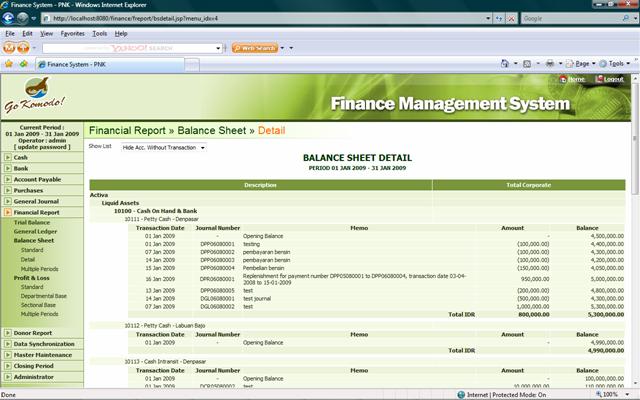 Finance System - PNK - Windows Internet Explorer
http://localhost:8080/finance/freport/bsdetail.jsp?menu_idx=4
Google
File Edit View Favorites Tools Help
YAHOO! SEARCH
Web Search
Finance System - PNK
Page Tools
Go Komodo!
Home Logout
Finance Management System
Current Period :
01 Jan 2009 - 31 Jan 2009
Operator : admin
[ update password ]
Cash
Bank
Account Payable
Purchases
General Journal
Financial Report
Trial Balance
General Ledger
Balance Sheet
Standard
Detail
Multiple Periods
Profit & Loss
Standard
Departmental Base
Sectional Base
Multiple Periods
Donor Report
Data Synchronization
Master Maintenance
Closing Period
Administrator
Financial Report » Balance Sheet » Detail
Show List Hide Acc. Without Transaction
BALANCE SHEET DETAIL
PERIOD 01 JAN 2009 - 31 JAN 2009
Description Total Corporate
Activa
Liquid Assets
10100 - Cash On Hand & Bank
10111 - Petty Cash - Denpasar
Transaction Date Journal Number Memo Amount Balance
01 Jan 2009 - Opening Balance - 4,500,000.00
01 Jan 2009 DPP06080001 testing (100,000.00) 4,400,000.00
07 Jan 2009 DPP06080002 pembayaran bensin (100,000.00) 4,300,000.00
14 Jan 2009 DPP06080003 pembayaran bensin (100,000.00) 4,200,000.00
15 Jan 2009 DPP06080004 Pembelian bensin (150,000.00) 4,050,000.00
16 Jan 2009 DRP06080001 Replenishment for payment number DPP05080001 to DPP06080004, transaction date 03-04-2008 to 15-01-2009 950,000.00 5,000,000.00
13 Jan 2009 DPP06080005 test (200,000.00) 4,800,000.00
14 Jan 2009 DGL06080001 test journal (500,000.00) 4,300,000.00
07 Jan 2009 DGL06080002 test 1,000,000.00 5,300,000.00
Total IDR 800,000.00 5,300,000.00
10112 - Petty Cash - Labuan Bajo
Transaction Date Journal Number Memo Amount Balance
01 Jan 2009 - Opening Balance - 4,990,000.00
Total IDR 4,990,000.00
10113 - Cash Intransit - Denpasar
Transaction Date Journal Number Memo Amount Balance
01 Jan 2009 - Opening Balance - 100,000,000.00
Done
Internet | Protected Mode: On
100%